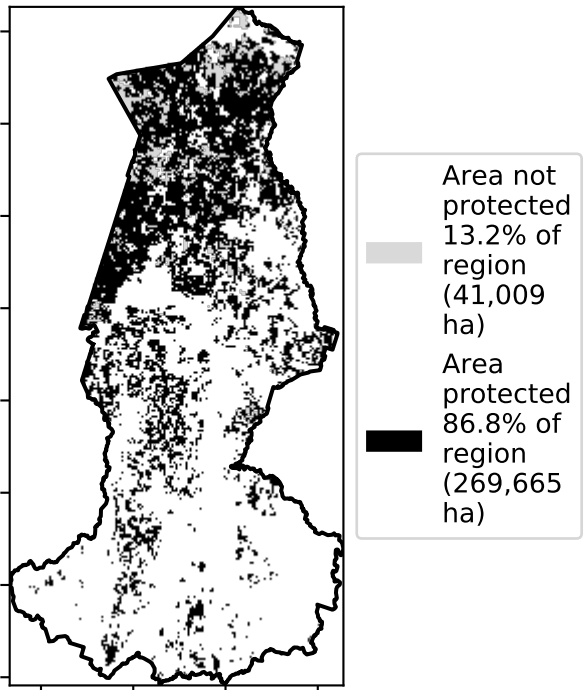 Area not
protected
13.2% of
region
(41,009
ha)
Area
protected
86.8% of
region
(269,665
ha)